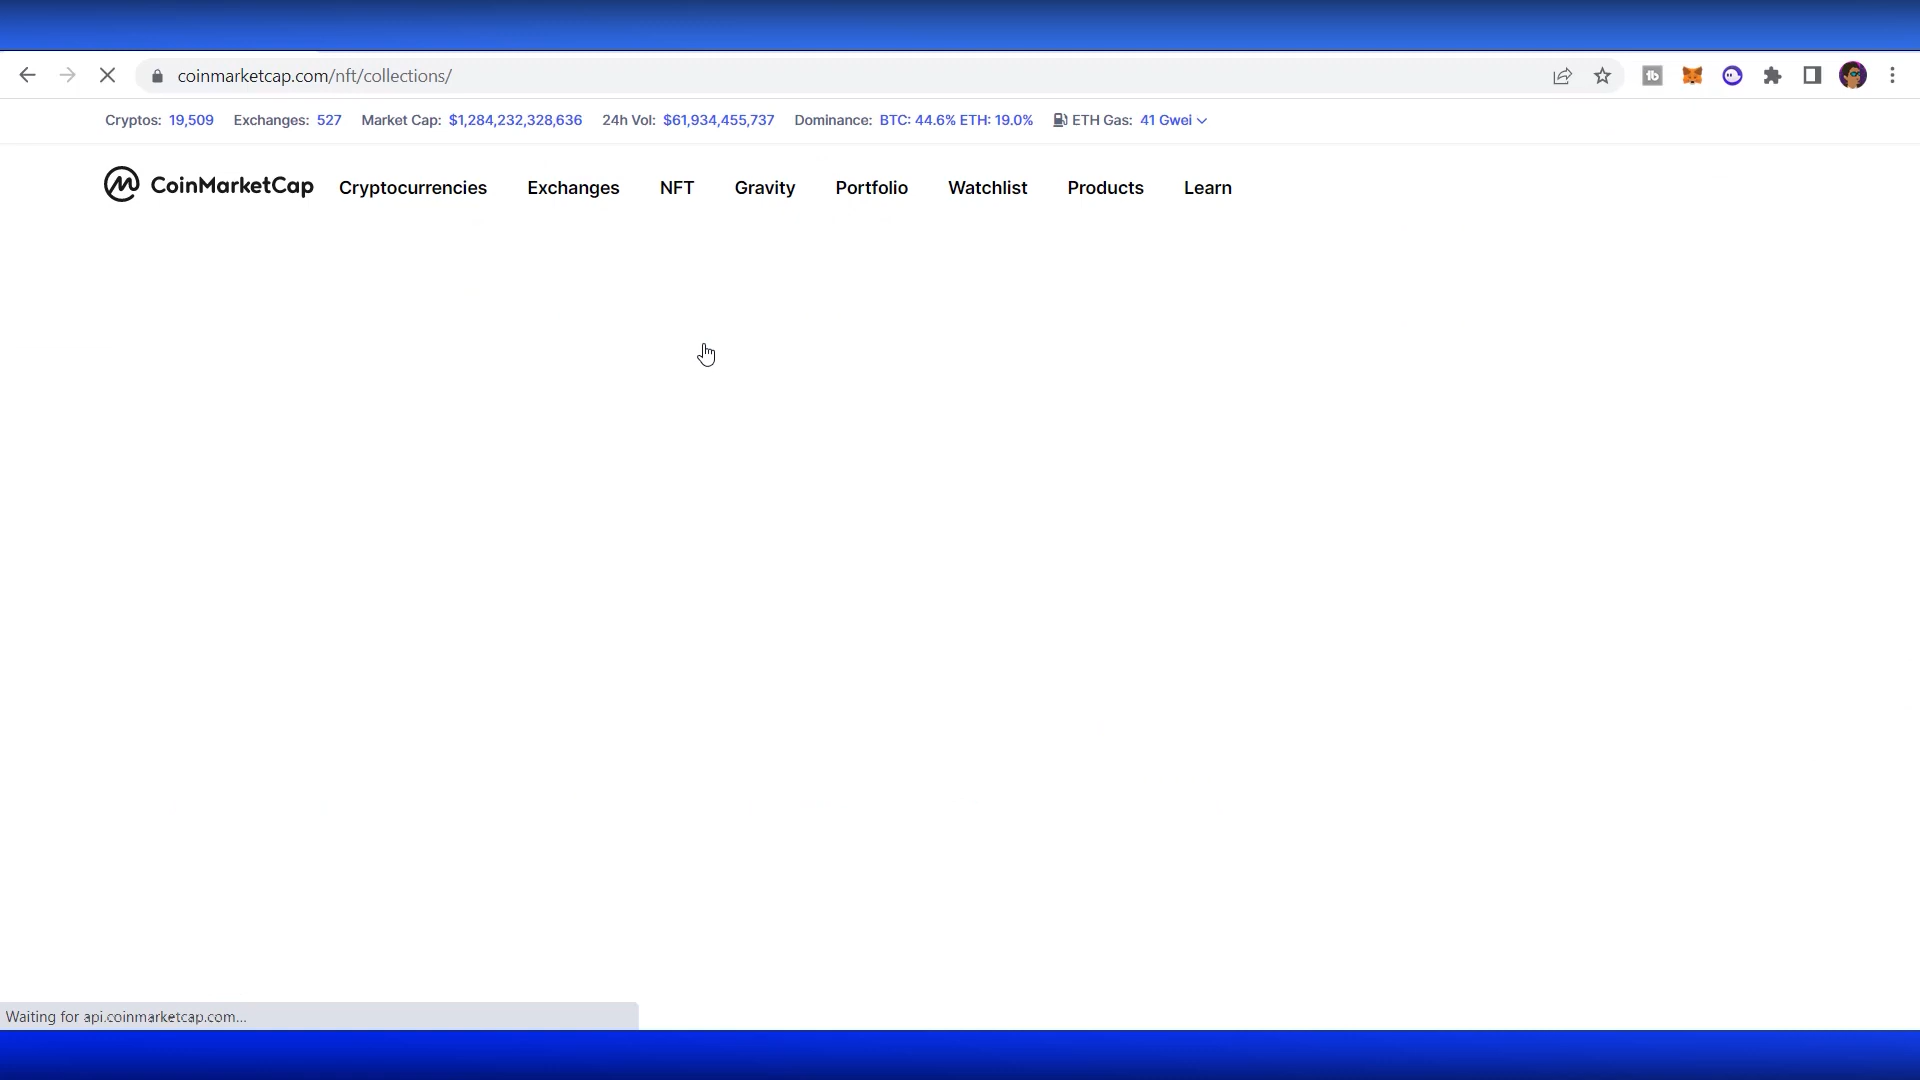 coinmarketcap.com/nft/collections/
Cryptos: 19,509 Exchanges: 527 Market Cap: $1,284,232,328,636 24h Vol: $61,934,455,737 Dominance: BTC: 44.6% ETH: 19.0% ETH Gas: 41 Gwei
CoinMarketCap Cryptocurrencies Exchanges NFT Gravity Portfolio Watchlist Products Learn
Waiting for api.coinmarketcap.com...